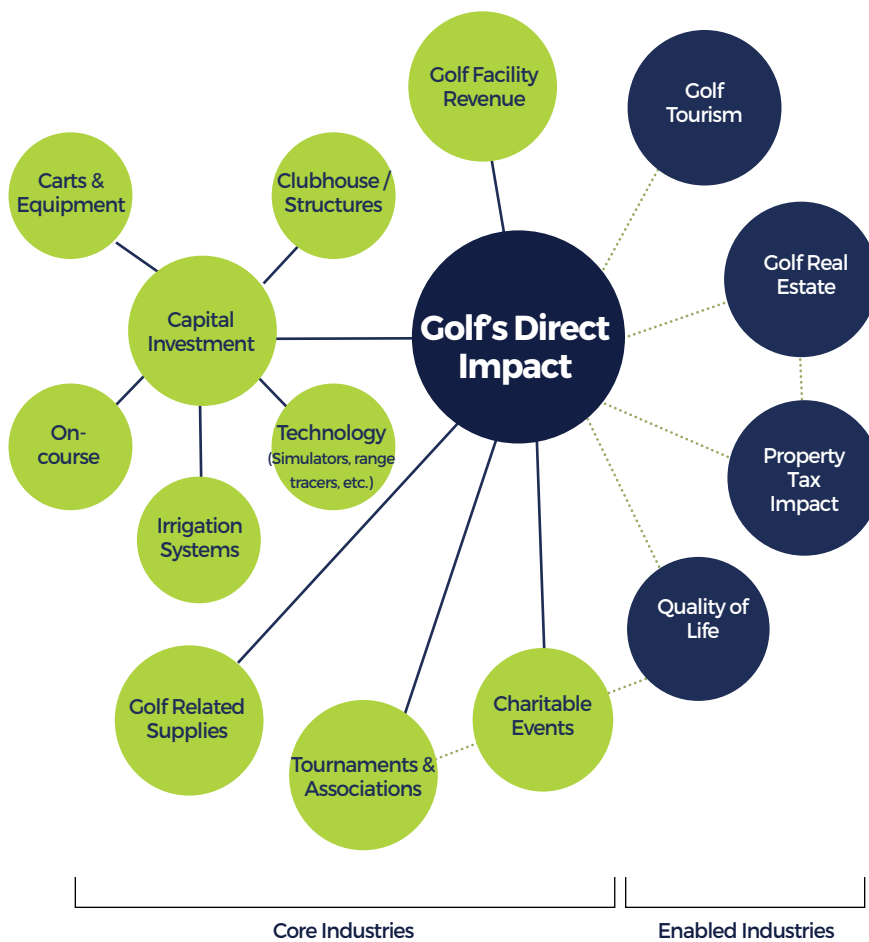 Golf Facility
Revenue
Golf
Tourism
Carts &
Equipment
Clubhouse /
Structures
Golf Real
Estate
Capital
Investment
Golf's Direct
Impact
On-
course
Technology
(Simulators, range
tracers, etc.)
Property
Tax
Impact
Irrigation
Systems
Quality of
Life
Golf Related
Supplies
Charitable
Events
Tournaments &
Associations
Core Industries
Enabled Industries